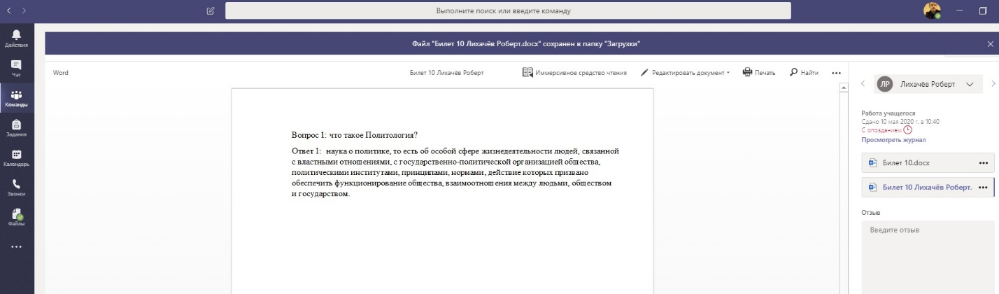 Выполните поиск или введите команду
Файл "Билет 10 Лихачёв Роберт.docx" сохранен в папку "Загрузки"
Действия
Чат
Команды
Задания
Календарь
Звонки
Файлы
Word
Билет 10 Лихачёв Роберт
Иммерсивное средство чтения
Редактировать документ
Печать
Найти
Вопрос 1: что такое Политология?
Ответ 1: наука о политике, то есть об особой сфере жизнедеятельности людей, связанной
с властными отношениями, с государственно-политической организацией общества,
политическими институтами, принципами, нормами, действие которых призвано
обеспечить функционирование общества, взаимоотношения между людьми, обществом
и государством.
ЛР
Лихачёв Роберт
Работа учащегося
Сдано 10 мая 2020 г. в 10:40
С опозданием
Просмотреть журнал
Билет 10.docx
Билет 10 Лихачёв Роберт.
Отзыв
Введите отзыв